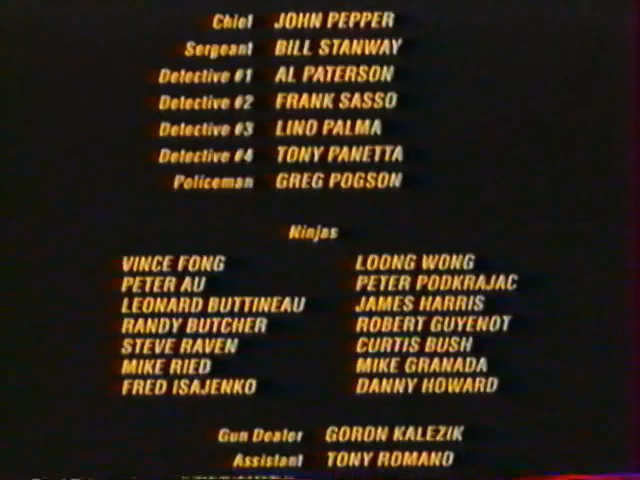 Chief JOHN PEPPER
Sergeant BILL STANWAY
Detective #1 AL PATERSON
Detective #2 FRANK SASSO
Detective #3 LINO PALMA
Detective #4 TONY PANETTA
Policeman GREG POGSON
Ninjas
VINCE FONG LOONG WONG
PETER AU PETER PODKRAJAC
LEONARD BUTTINEAU JAMES HARRIS
RANDY BUTCHER ROBERT GUYENOT
STEVE RAVEN CURTIS BUSH
MIKE RIED MIKE GRANADA
FRED ISAJENKO DANNY HOWARD
Gun Dealer GORON KALEZIK
Assistant TONY ROMANO